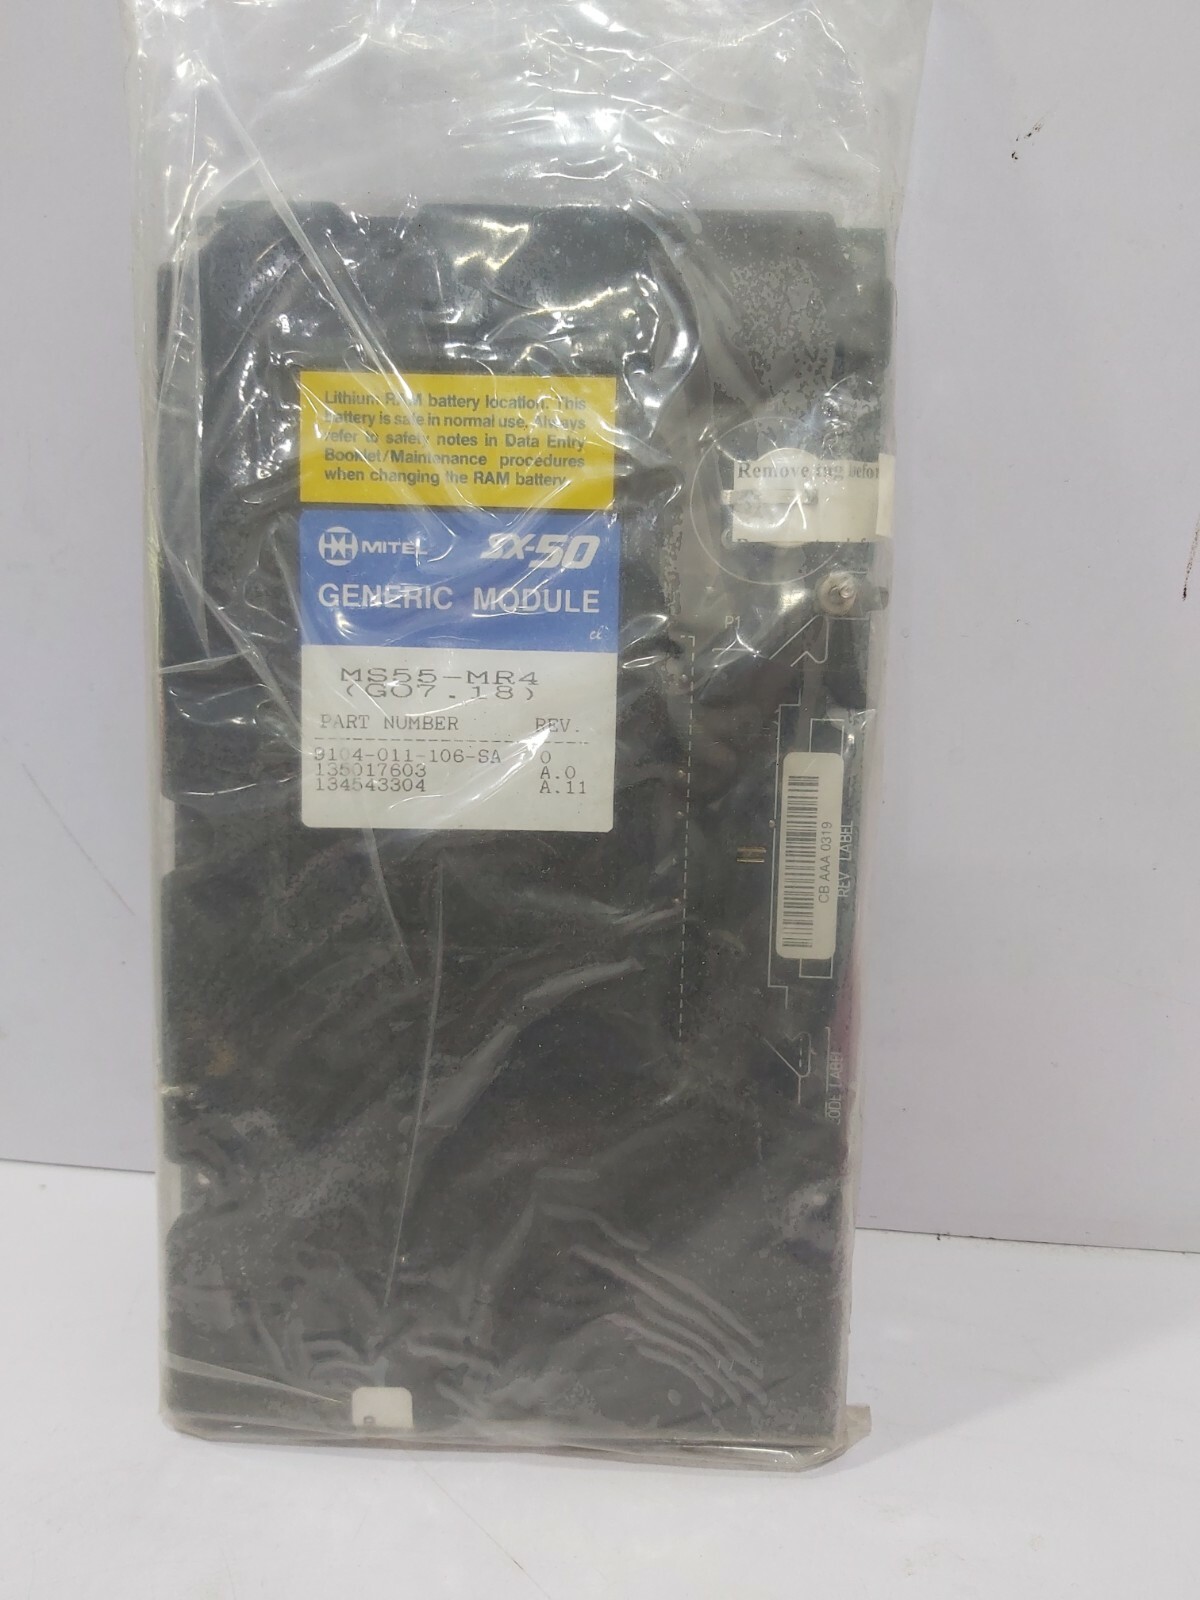 Lithium RAM battery location. This
battery is safe in normal use. Always
refer to safety notes in Data Entry
Booklet/Maintenance procedures
when changing the RAM battery.
MITEL SX-50
GENERIC MODULE
MS55-MR4
(G07.18)
PART NUMBER REV.
9104-011-106-SA 0
135017603 A.0
134543304 A.11
Remove
befor
P1
CB AAA 0319
REV LABEL
ODE LABEL